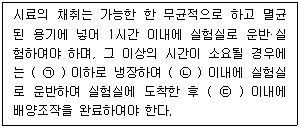 시료의 채취는 가능한 한 무균적으로 하고 멸균
된 용기에 넣어 1시간 이내에 실험실로 운반·실
험하여야 하며, 그 이상의 시간이 소요될 경우에
는 ( ㉠ ) 이하로 냉장하여 ( ㉡ ) 이내에 실험실
로 운반하여 실험실에 도착한 후 ( ㉢ ) 이내에
배양조작을 완료하여야 한다.